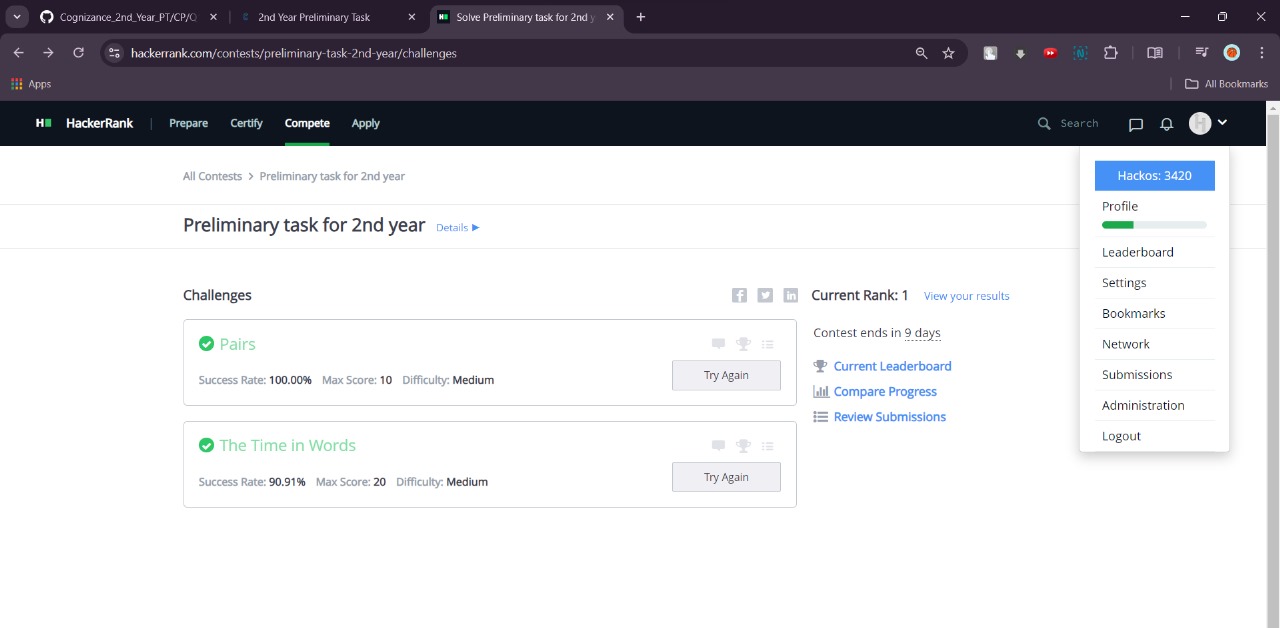 Cognizance_2nd_Year_PT/CP/Q
2nd Year Preliminary Task
Solve Preliminary task for 2nd y
hackerrank.com/contests/preliminary-task-2nd-year/challenges
Apps
All Bookmarks
HackerRank | Prepare Certify Compete Apply Search
All Contests > Preliminary task for 2nd year
Preliminary task for 2nd year Details ▶
Hackos: 3420
Profile
Leaderboard
Settings
Bookmarks
Network
Submissions
Administration
Logout
Challenges
Pairs
Success Rate: 100.00% Max Score: 10 Difficulty: Medium
Try Again
The Time in Words
Success Rate: 90.91% Max Score: 20 Difficulty: Medium
Try Again
Current Rank: 1 View your results
Contest ends in 9 days
Current Leaderboard
Compare Progress
Review Submissions